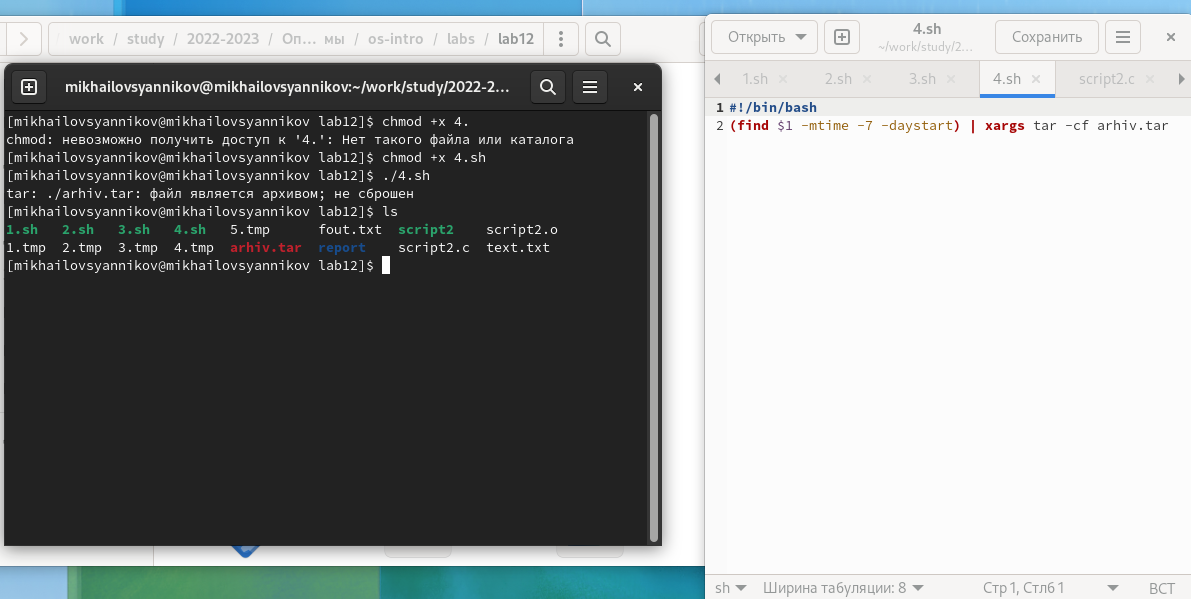 work / study / 2022-2023 / Оп… мы / os-intro / labs / lab12
mikhailovsyannikov@mikhailovsyannikov:~/work/study/2022-2...
[mikhailovsyannikov@mikhailovsyannikov lab12]$ chmod +x 4.
chmod: невозможно получить доступ к '4.': Нет такого файла или каталога
[mikhailovsyannikov@mikhailovsyannikov lab12]$ chmod +x 4.sh
[mikhailovsyannikov@mikhailovsyannikov lab12]$ ./4.sh
tar: ./arhiv.tar: файл является архивом; не сброшен
[mikhailovsyannikov@mikhailovsyannikov lab12]$ ls
1.sh 2.sh 3.sh 4.sh 5.tmp fout.txt script2 script2.o
1.tmp 2.tmp 3.tmp 4.tmp arhiv.tar report script2.c text.txt
[mikhailovsyannikov@mikhailovsyannikov lab12]$
Открыть 4.sh Сохранить
~/work/study/2...
1.sh 2.sh 3.sh 4.sh script2.c
1 #!/bin/bash
2 (find $1 -mtime -7 -daystart) | xargs tar -cf arhiv.tar
sh Ширина табуляции: 8 Стр 1, Стлб 1 ВСТ